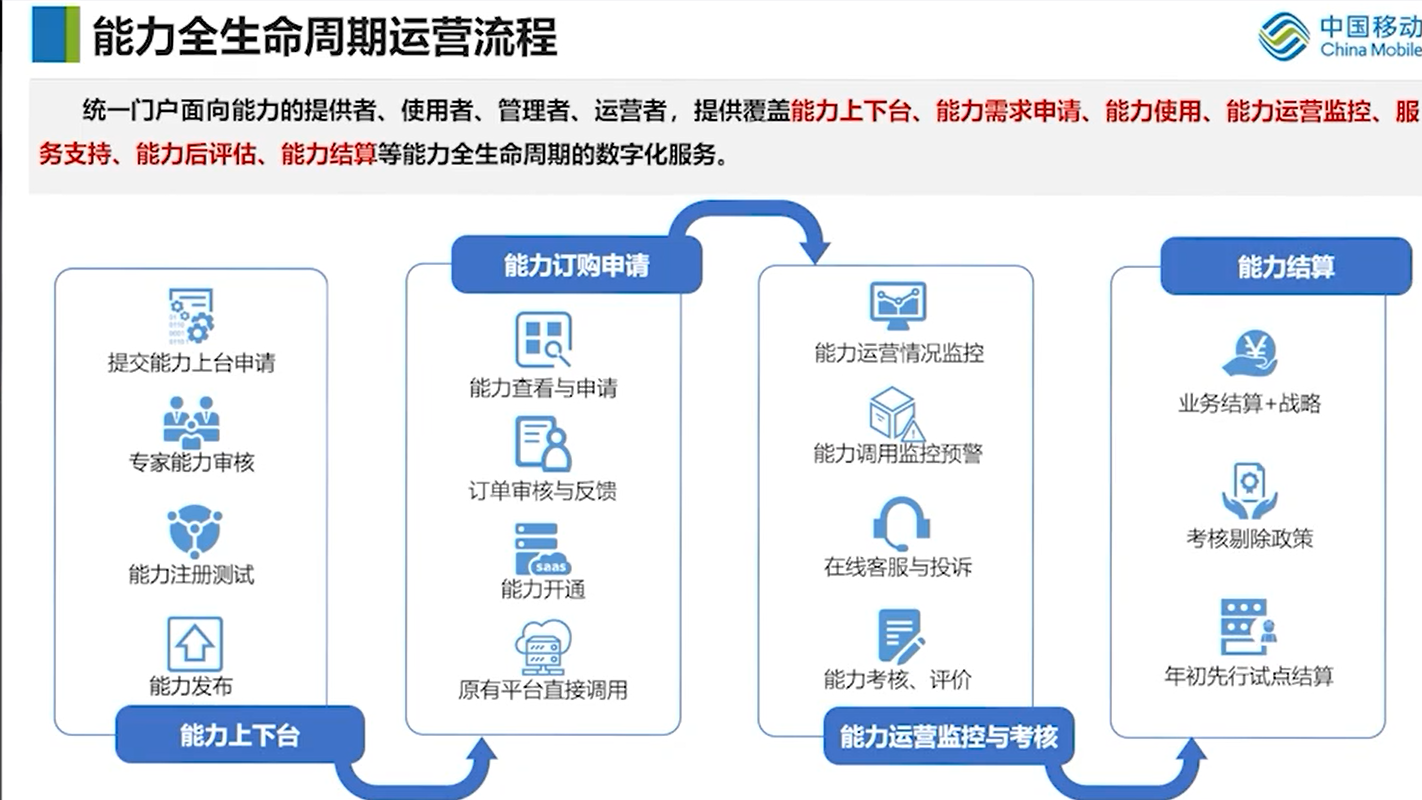 能力全生命周期运营流程
中国移动
China Mobile
统一门户面向能力的提供者、使用者、管理者、运营者，提供覆盖能力上下台、能力需求申请、能力使用、能力运营监控、服
务支持、能力后评估、能力结算等能力全生命周期的数字化服务。
提交能力上台申请
专家能力审核
能力注册测试
能力发布
能力上下台
能力订购申请
能力查看与申请
订单审核与反馈
saas
能力开通
原有平台直接调用
能力运营情况监控
能力调用监控预警
在线客服与投诉
能力考核、评价
能力运营监控与考核
能力结算
业务结算+战略
考核剔除政策
年初先行试点结算